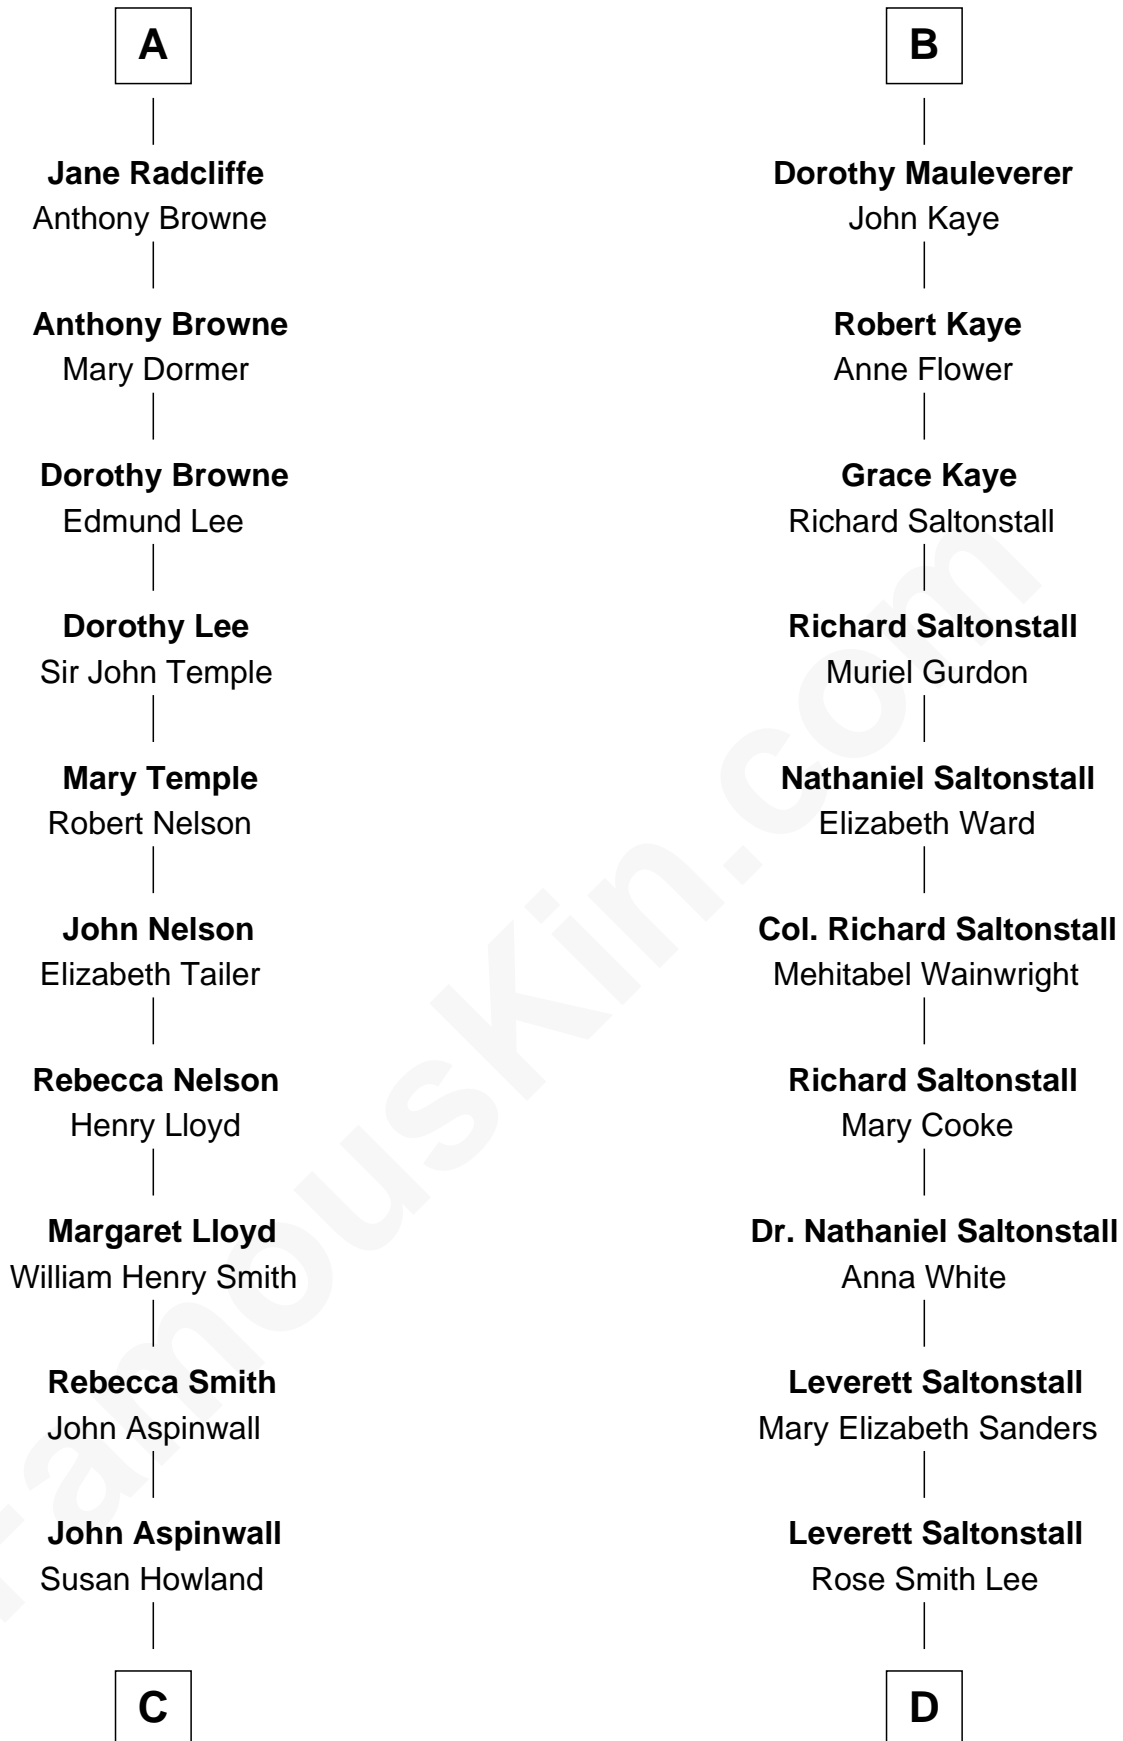 A
Jane Radcliffe
Anthony Browne
Anthony Browne
Mary Dormer
Dorothy Browne
Edmund Lee
Dorothy Lee
Sir John Temple
Mary Temple
Robert Nelson
John Nelson
Elizabeth Tailer
Rebecca Nelson
Henry Lloyd
Margaret Lloyd
William Henry Smith
Rebecca Smith
John Aspinwall
John Aspinwall
Susan Howland
C
B
Dorothy Mauleverer
John Kaye
Robert Kaye
Anne Flower
Grace Kaye
Richard Saltonstall
Richard Saltonstall
Muriel Gurdon
Nathaniel Saltonstall
Elizabeth Ward
Col. Richard Saltonstall
Mehitabel Wainwright
Richard Saltonstall
Mary Cooke
Dr. Nathaniel Saltonstall
Anna White
Leverett Saltonstall
Mary Elizabeth Sanders
Leverett Saltonstall
Rose Smith Lee
D
FamousKin.com